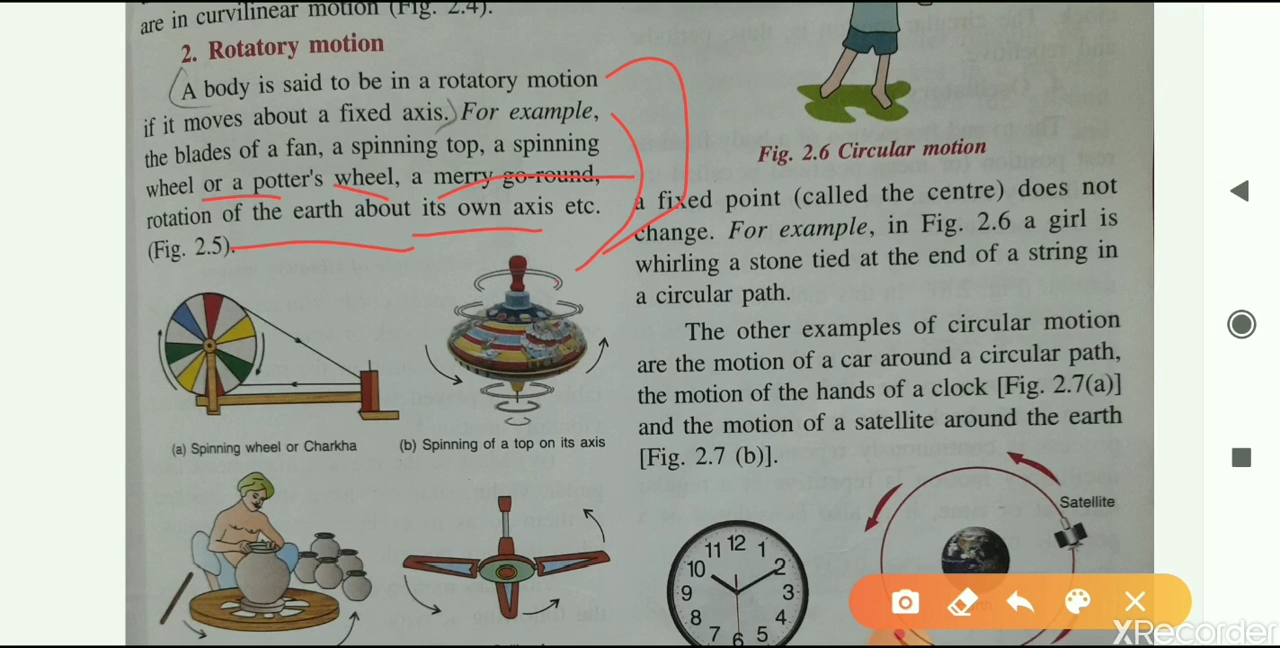 are in curvilinear motion (Fig. 2.4).
2. Rotatory motion
A body is said to be in a rotatory motion
if it moves about a fixed axis. For example,
the blades of a fan, a spinning top, a spinning
wheel or a potter's wheel, a merry go-round,
rotation of the earth about its own axis etc.
(Fig. 2.5).
(a) Spinning wheel or Charkha
(b) Spinning of a top on its axis
Fig. 2.6 Circular motion
a fixed point (called the centre) does not
change. For example, in Fig. 2.6 a girl is
whirling a stone tied at the end of a string in
a circular path.
The other examples of circular motion
are the motion of a car around a circular path,
the motion of the hands of a clock [Fig. 2.7(a)]
and the motion of a satellite around the earth
[Fig. 2.7 (b)].
11 12 1
10 2
9 3
8 4
7 6 5
Satellite
XRecorder